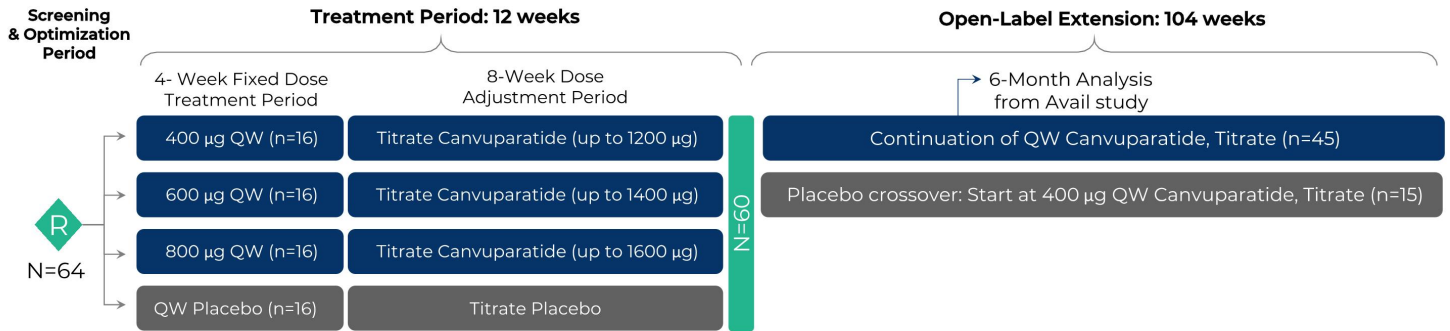 Screening
& Optimization
Period
Treatment Period: 12 weeks
Open-Label Extension: 104 weeks
4- Week Fixed Dose
Treatment Period
8-Week Dose
Adjustment Period
6-Month Analysis
from Avail study
R
N=64
400 µg QW (n=16)
Titrate Canvuparatide (up to 1200 µg)
600 µg QW (n=16)
Titrate Canvuparatide (up to 1400 µg)
800 µg QW (n=16)
Titrate Canvuparatide (up to 1600 µg)
QW Placebo (n=16)
Titrate Placebo
N=60
Continuation of QW Canvuparatide, Titrate (n=45)
Placebo crossover: Start at 400 µg QW Canvuparatide, Titrate (n=15)